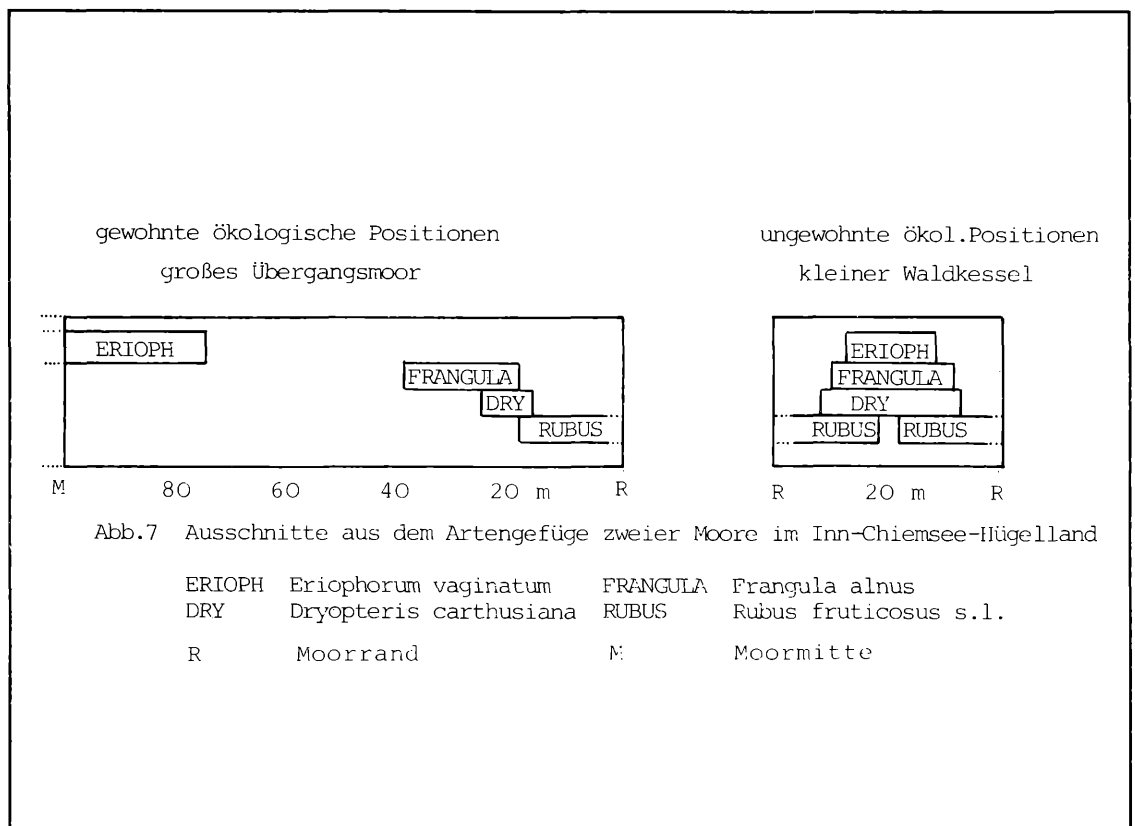 gewohnte ökologische Positionen
großes Übergangsmoor
ungewohnte ökol.Positionen
kleiner Waldkessel
ERIOPH
FRANGULA
DRY
RUBUS
M 80 60 40 20 m R
ERIOPH
FRANGULA
DRY
RUBUS RUBUS
R 20 m R
Abb.7 Ausschnitte aus dem Artengefüge zweier Moore im Inn-Chiemsee-Hügelland
ERIOPH Eriophorum vaginatum FRANGULA Frangula alnus
DRY Dryopteris carthusiana RUBUS Rubus fruticosus s.l.
R Moorrand M Moormitte